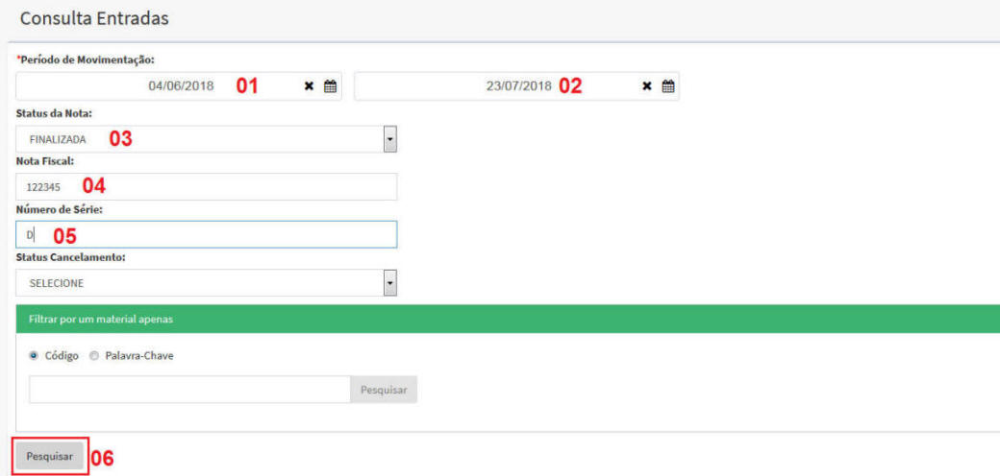 Consulta Entradas
*Período de Movimentação:
04/06/2018 01 23/07/2018 02
Status da Nota:
FINALIZADA 03
Nota Fiscal:
122345 04
Número de Série:
D 05
Status Cancelamento:
SELECIONE
Filtrar por um material apenas
Código Palavra-Chave
Pesquisar
Pesquisar 06